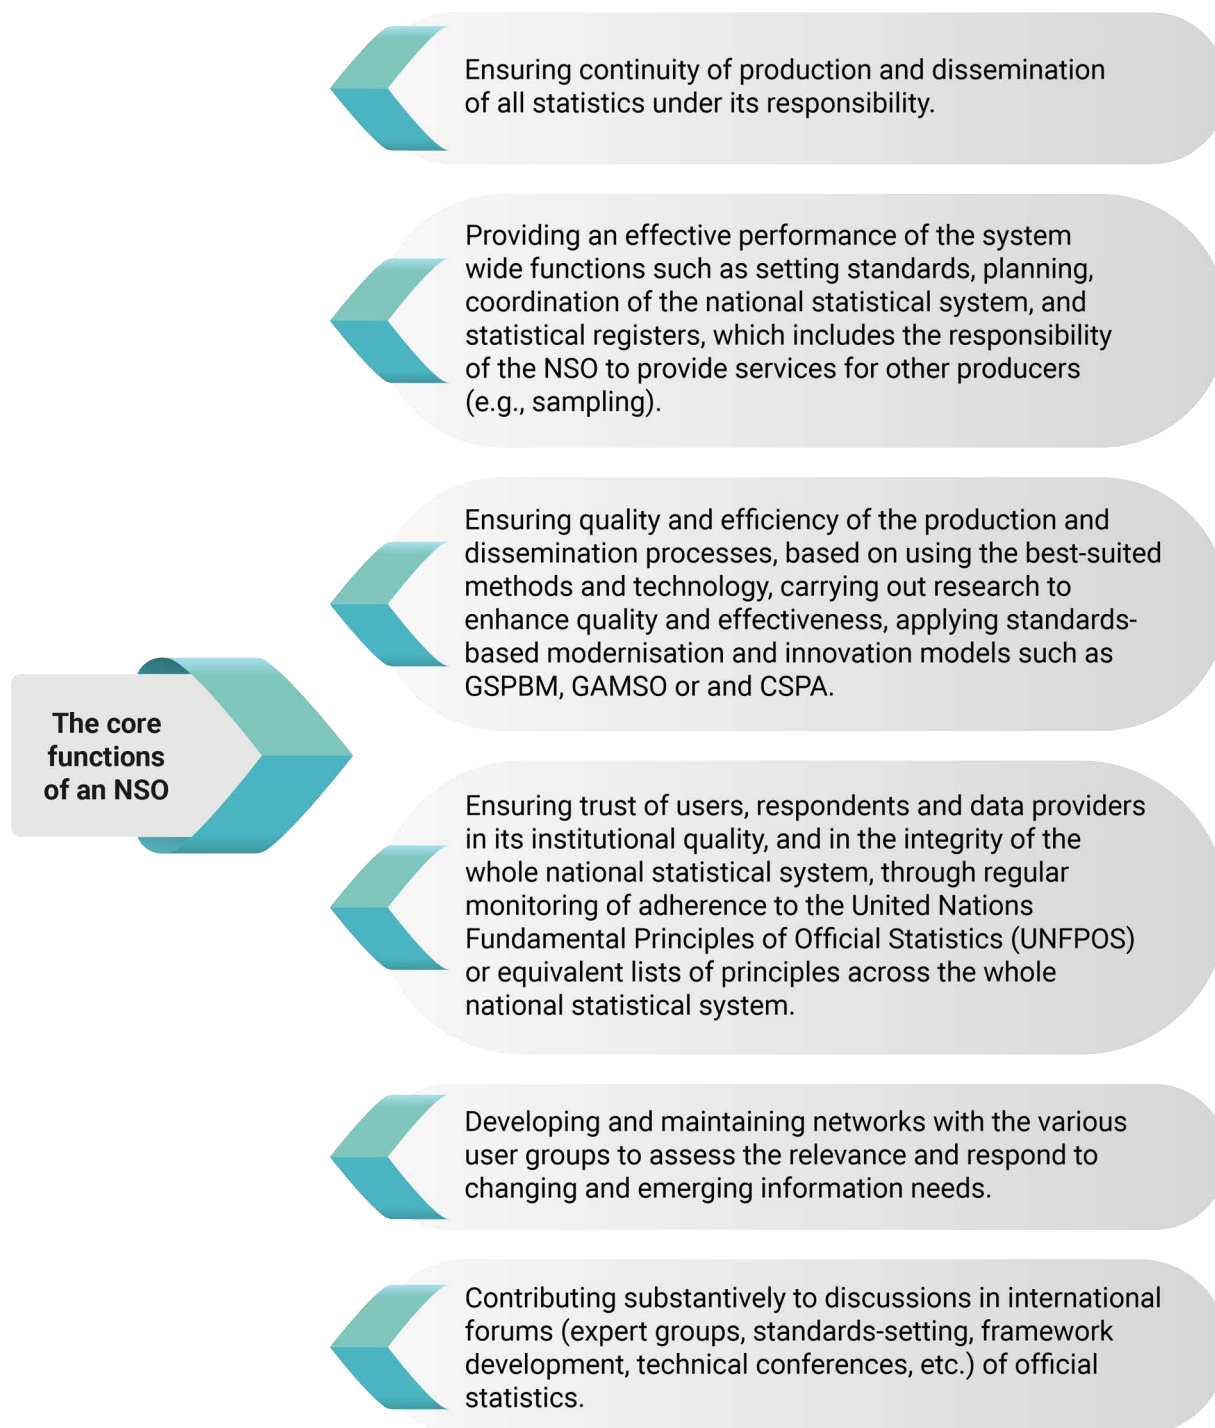 Ensuring continuity of production and dissemination
of all statistics under its responsibility.
Providing an effective performance of the system
wide functions such as setting standards, planning,
coordination of the national statistical system, and
statistical registers, which includes the responsibility
of the NSO to provide services for other producers
(e.g., sampling).
Ensuring quality and efficiency of the production and
dissemination processes, based on using the best-suited
methods and technology, carrying out research to
enhance quality and effectiveness, applying standards-
based modernisation and innovation models such as
GSPBM, GAMSO or and CSPA.
The core
functions
of an NSO
Ensuring trust of users, respondents and data providers
in its institutional quality, and in the integrity of the
whole national statistical system, through regular
monitoring of adherence to the United Nations
Fundamental Principles of Official Statistics (UNFPOS)
or equivalent lists of principles across the whole
national statistical system.
Developing and maintaining networks with the various
user groups to assess the relevance and respond to
changing and emerging information needs.
Contributing substantively to discussions in international
forums (expert groups, standards-setting, framework
development, technical conferences, etc.) of official
statistics.